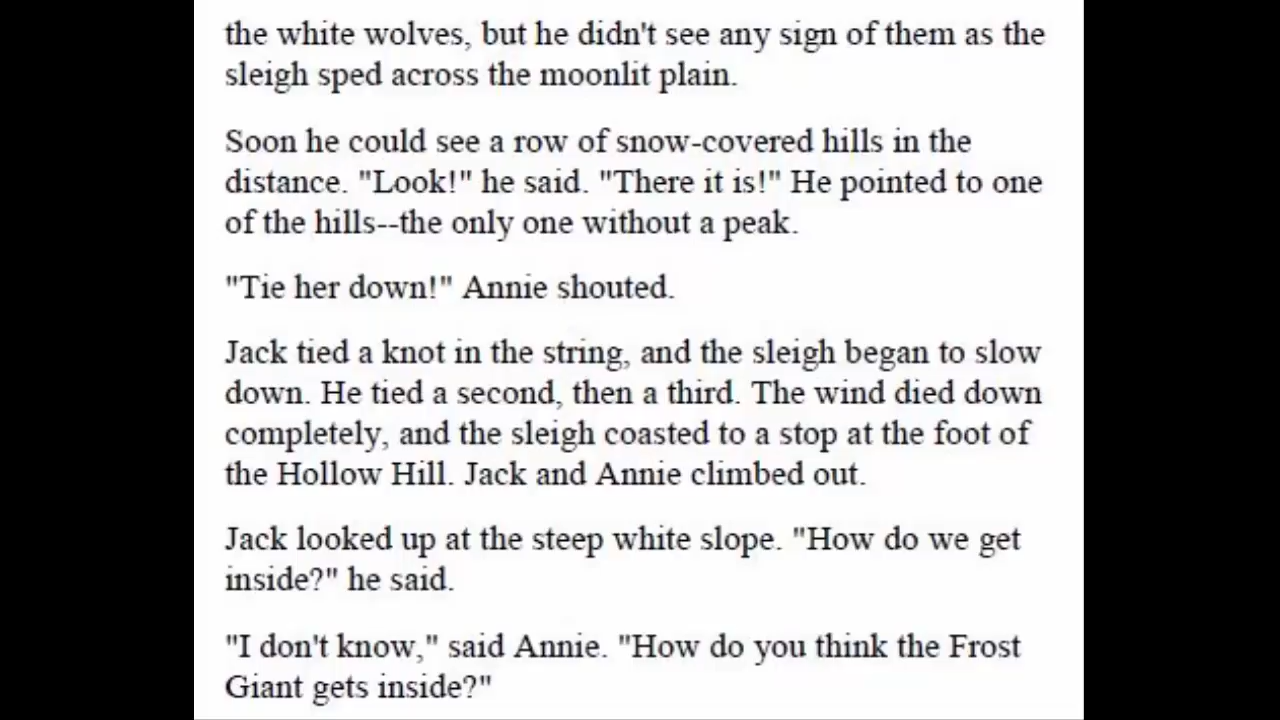 the white wolves, but he didn't see any sign of them as the
sleigh sped across the moonlit plain.
Soon he could see a row of snow-covered hills in the
distance. "Look!" he said. "There it is!" He pointed to one
of the hills--the only one without a peak.
"Tie her down!" Annie shouted.
Jack tied a knot in the string, and the sleigh began to slow
down. He tied a second, then a third. The wind died down
completely, and the sleigh coasted to a stop at the foot of
the Hollow Hill. Jack and Annie climbed out.
Jack looked up at the steep white slope. "How do we get
inside?" he said.
"I don't know," said Annie. "How do you think the Frost
Giant gets inside?"